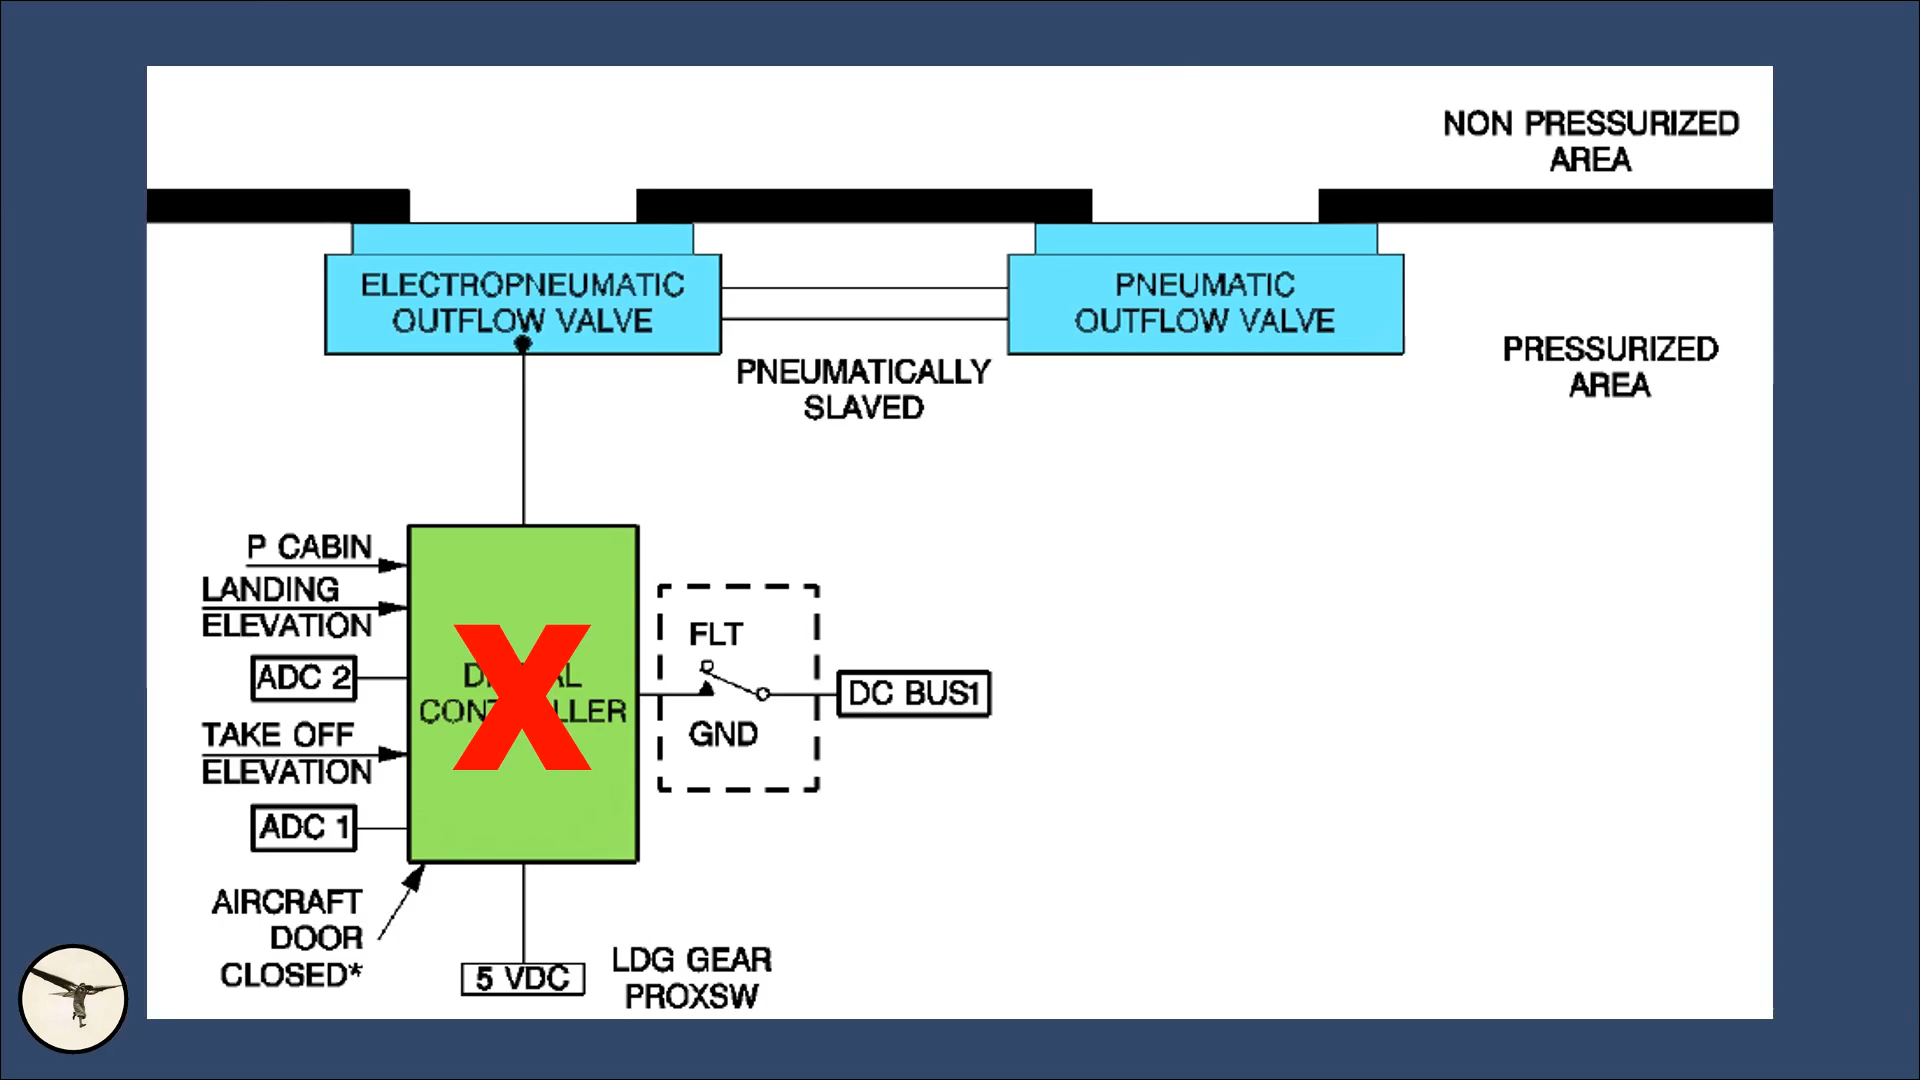 NON PRESSURIZED
AREA
ELECTROPNEUMATIC
OUTFLOW VALVE
PNEUMATIC
OUTFLOW VALVE
PNEUMATICALLY
SLAVED
PRESSURIZED
AREA
P CABIN
LANDING
ELEVATION
ADC 2
TAKE OFF
ELEVATION
ADC 1
AIRCRAFT
DOOR
CLOSED*
X
FLT
GND
DC BUS1
5 VDC
LDG GEAR
PROXSW